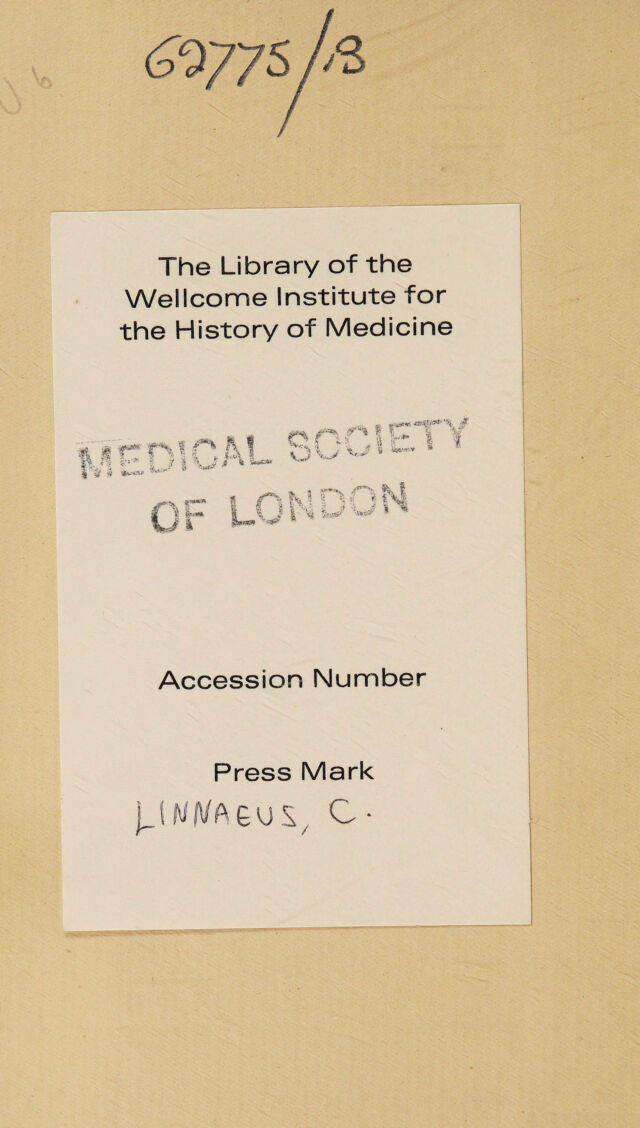 62775/B
The Library of the
Wellcome Institute for
the History of Medicine
MEDICAL SOCIETY
OF LONDON
Accession Number
Press Mark
LINNAEUS, C.